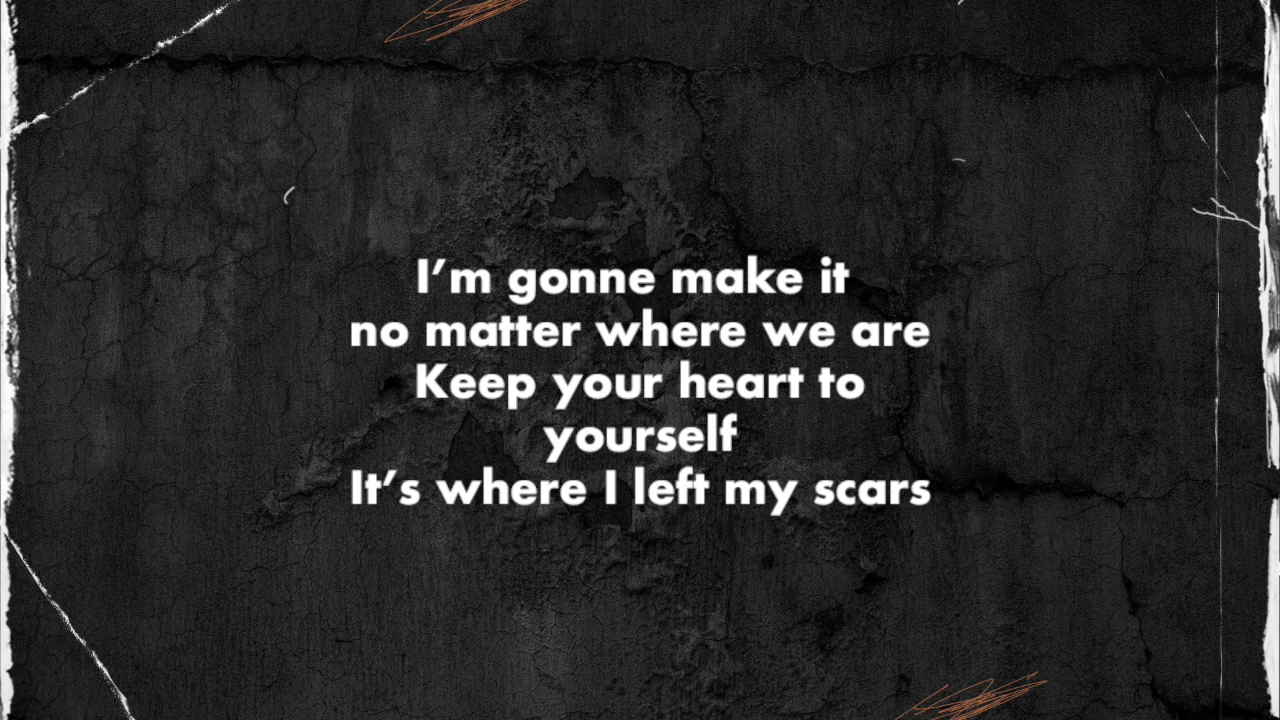 I’m gonne make it
no matter where we are
Keep your heart to
yourself
It’s where I left my scars